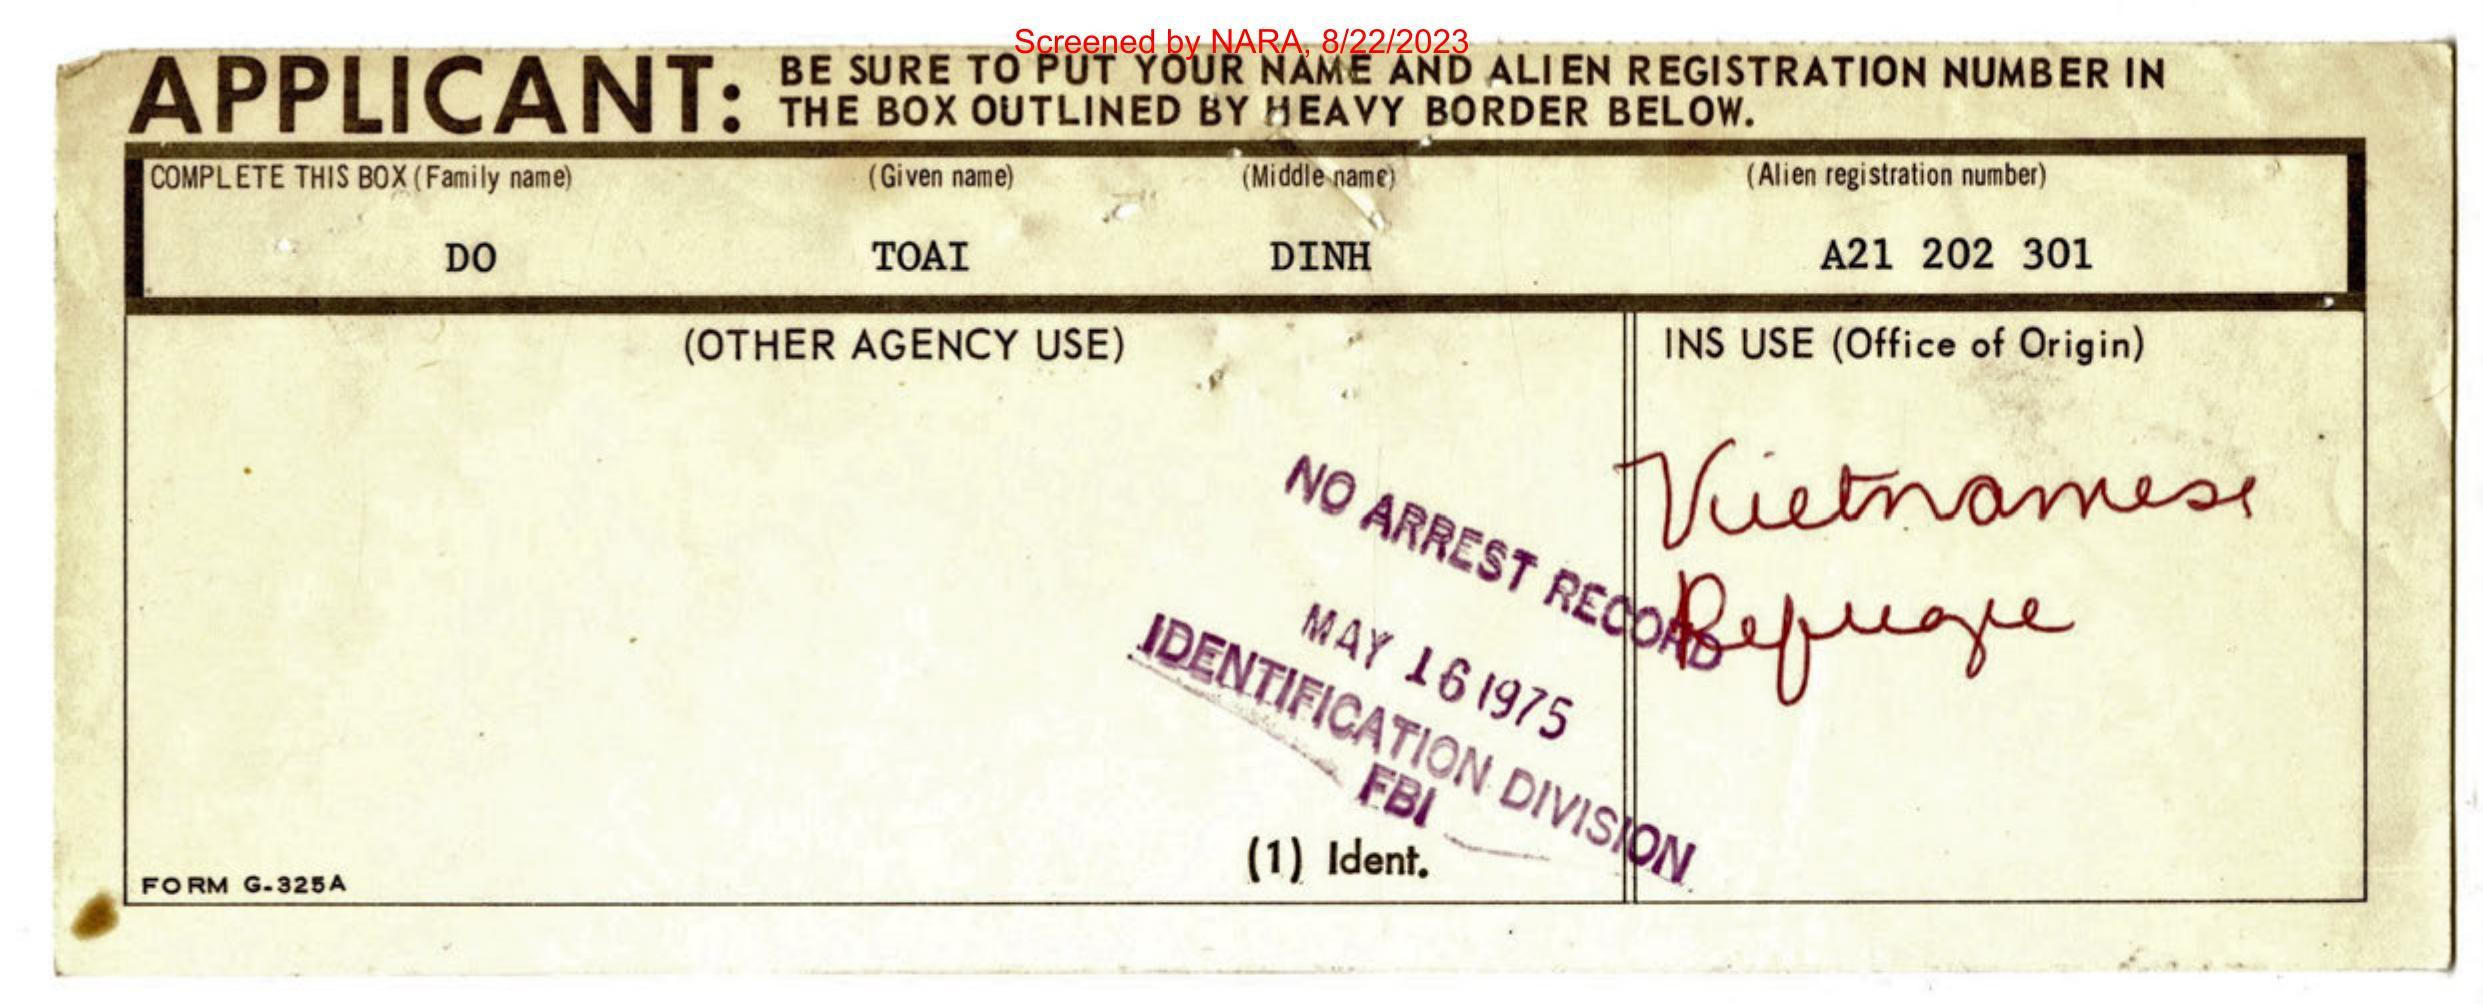 Screened by NARA, 8/22/2023
APPLICANT: BE SURE TO PUT YOUR NAME AND ALIEN REGISTRATION NUMBER IN
THE BOX OUTLINED BY HEAVY BORDER BELOW.
COMPLETE THIS BOX (Family name) (Given name) (Middle name) (Alien registration number)
DO TOAI DINH A21 202 301
(OTHER AGENCY USE) INS USE (Office of Origin)
Vietnamese
Refugee
NO ARREST RECORD
MAY 16 1975
IDENTIFICATION DIVISION
FBI
(1) Ident.
FORM G-325A